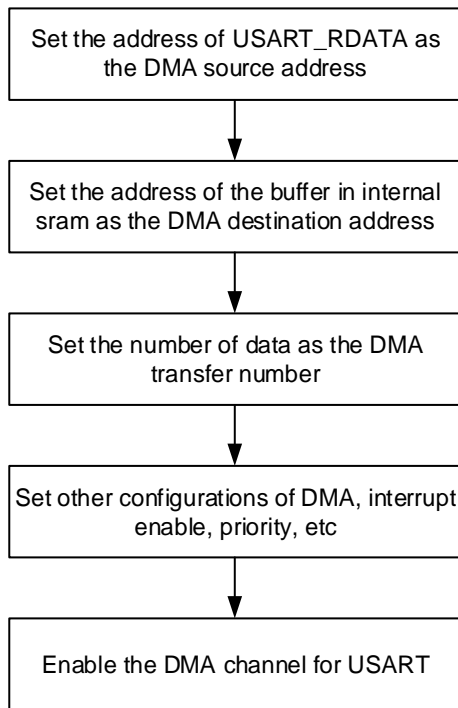 Set the address of USART_RDATA as
the DMA source address
Set the address of the buffer in internal
sram as the DMA destination address
Set the number of data as the DMA
transfer number
Set other configurations of DMA, interrupt
enable, priority, etc
Enable the DMA channel for USART